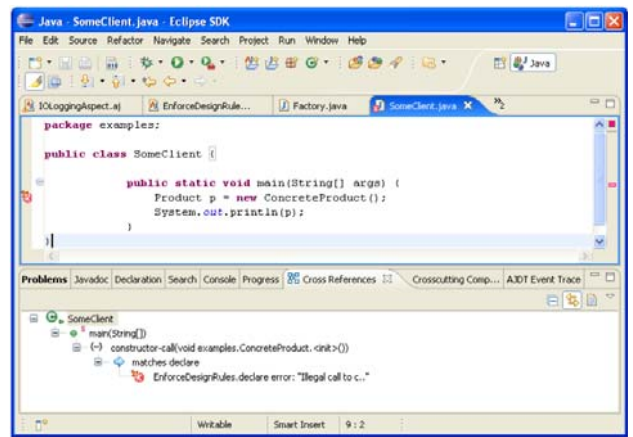 Java - SomeClient.java - Eclipse SDK
File Edit Source Refactor Navigate Search Project Run Window Help
Java
IOLoggingAspect.aj EnforceDesignRule... Factory.java SomeClient.java »2
package examples;
public class SomeClient {
public static void main(String[] args) {
Product p = new ConcreteProduct();
System.out.println(p);
}
}
Problems Javadoc Declaration Search Console Progress Cross References Crosscutting Comp... AJDT Event Trace
SomeClient
main(String[])
constructor-call(void examples.ConcreteProduct.<init>())
matches declare
EnforceDesignRules.declare error: "Illegal call to c..."
Writable Smart Insert 9 : 2